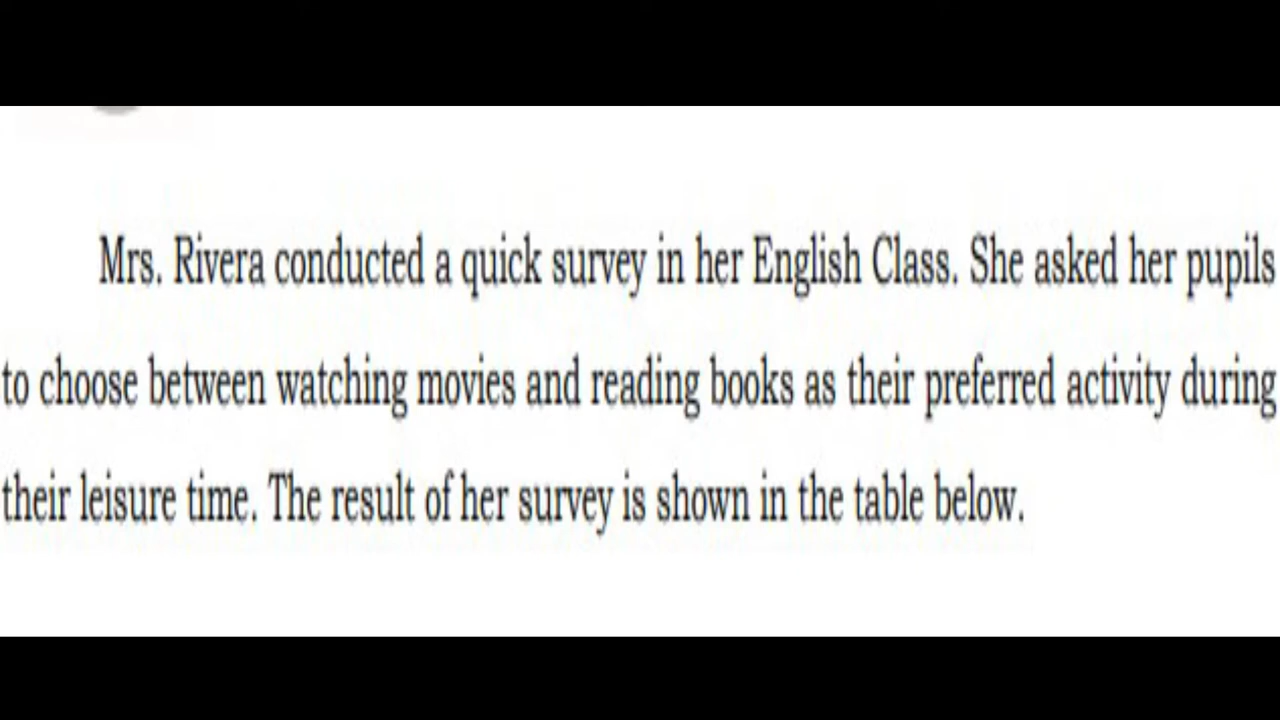 Mrs. Rivera conducted a quick survey in her English Class. She asked her pupils
to choose between watching movies and reading books as their preferred activity during
their leisure time. The result of her survey is shown in the table below.